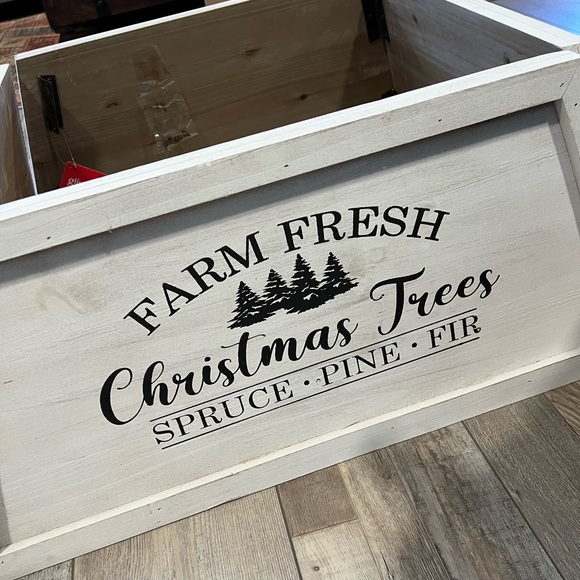 FARM FRESH
Christmas Trees
SPRUCE · PINE · FIR